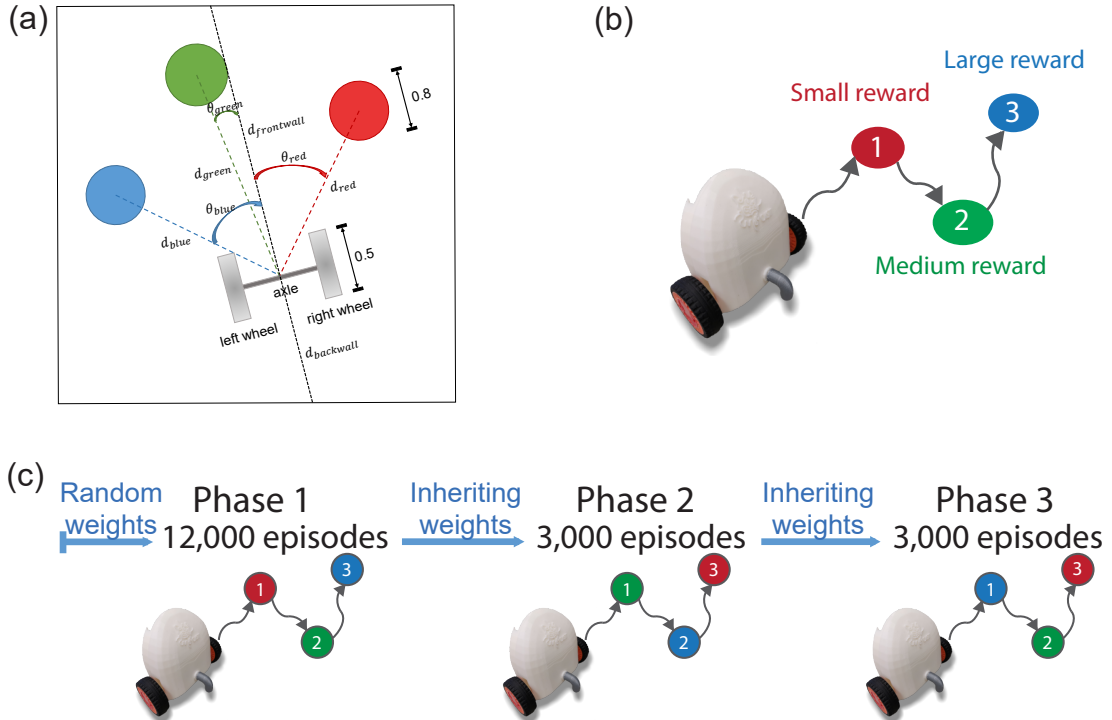 (a)
θgreen
dfrontwall
0.8
dgreen
θred
dred
θblue
dblue
0.5
axle
left wheel
right wheel
dbackwall
(b)
Large reward
Small reward
3
1
2
Medium reward
(c)
Random
weights
Phase 1
12,000 episodes
Inheriting
weights
Phase 2
3,000 episodes
Inheriting
weights
Phase 3
3,000 episodes
1
2
3
1
2
3
1
2
3